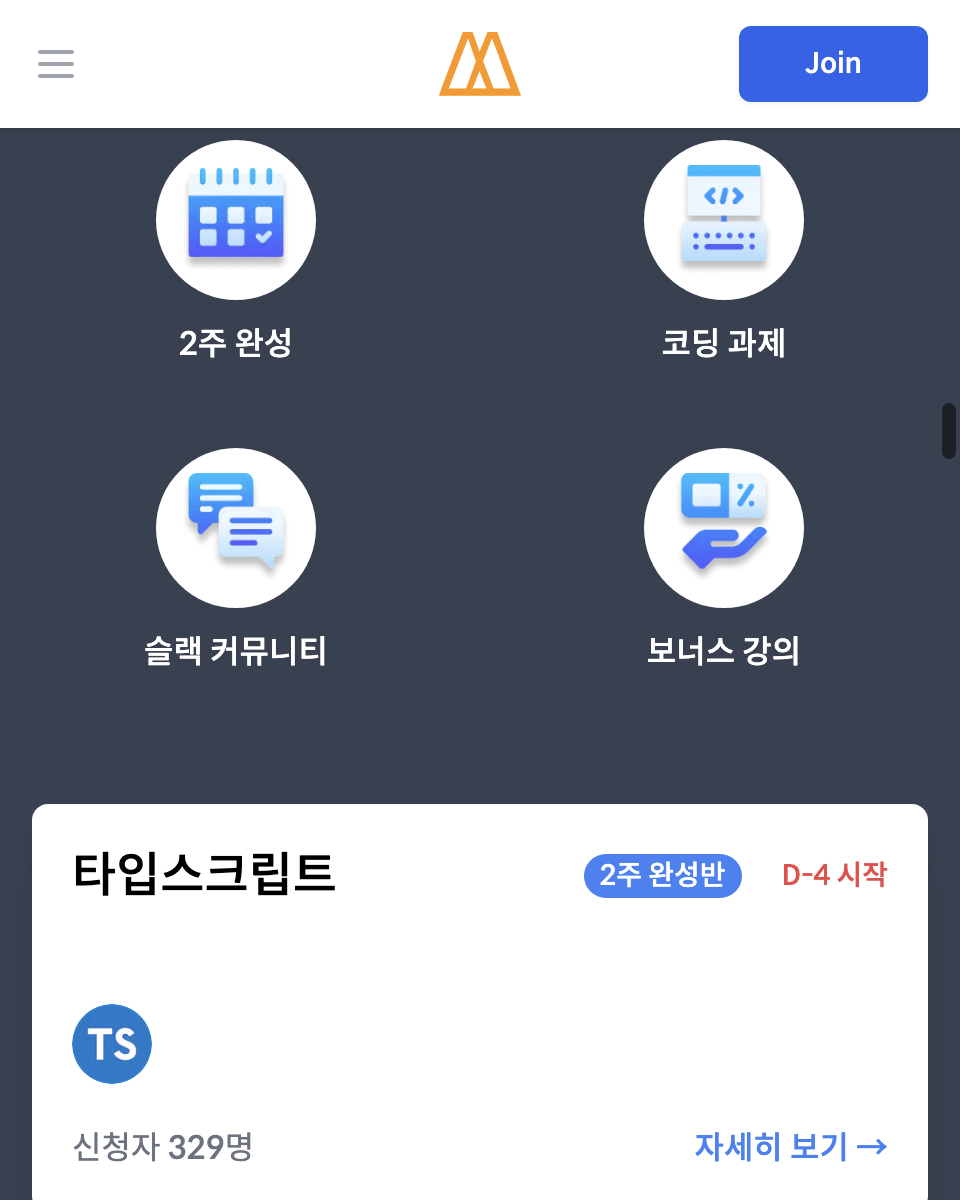 Join
2주 완성
코딩 과제
슬랙 커뮤니티
보너스 강의
타입스크립트
2주 완성반
D-4 시작
TS
신청자 329명
자세히 보기 →